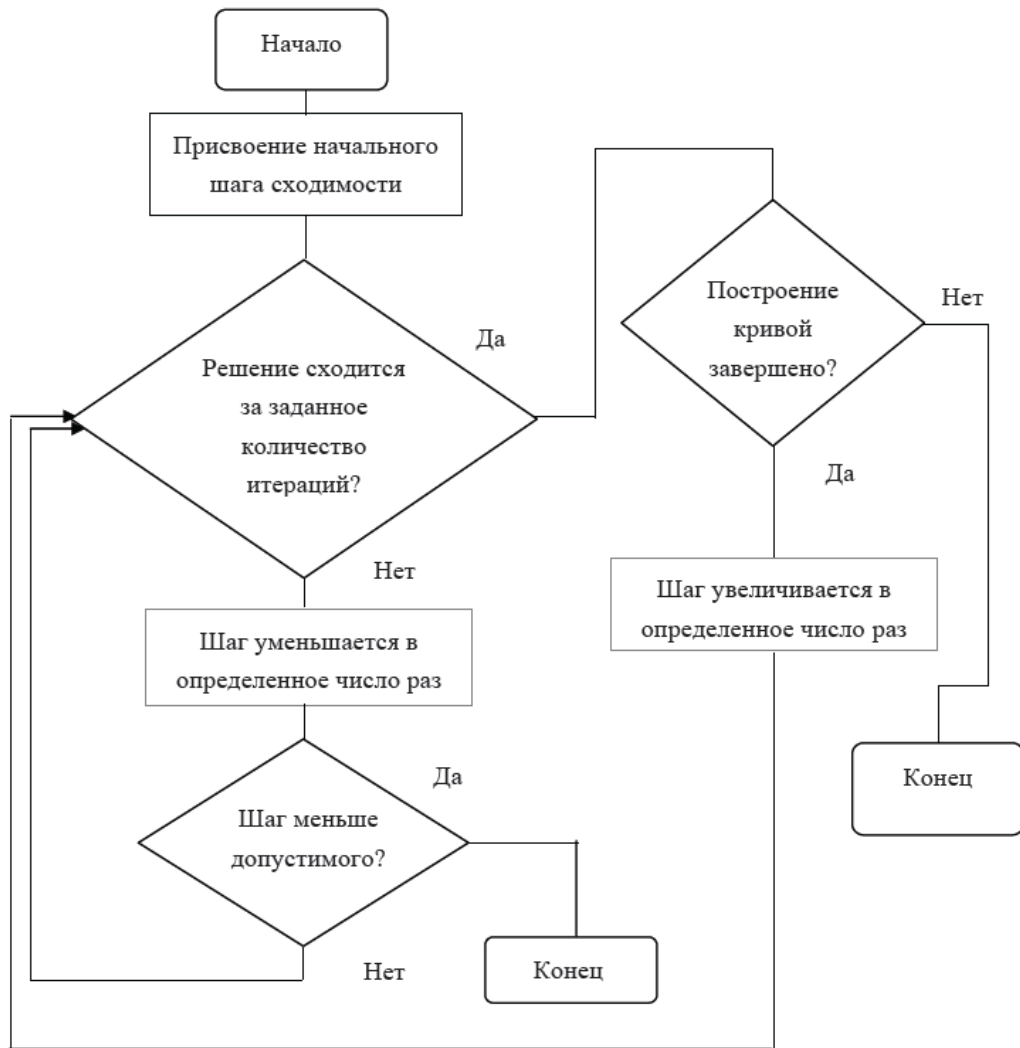 Начало
Присвоение начального
шага сходимости
Решение сходится
за заданное
количество
итераций?
Да
Построение
кривой
завершено?
Нет
Да
Нет
Шаг уменьшается в
определенное число раз
Шаг увеличивается в
определенное число раз
Конец
Шаг меньше
допустимого?
Да
Нет
Конец